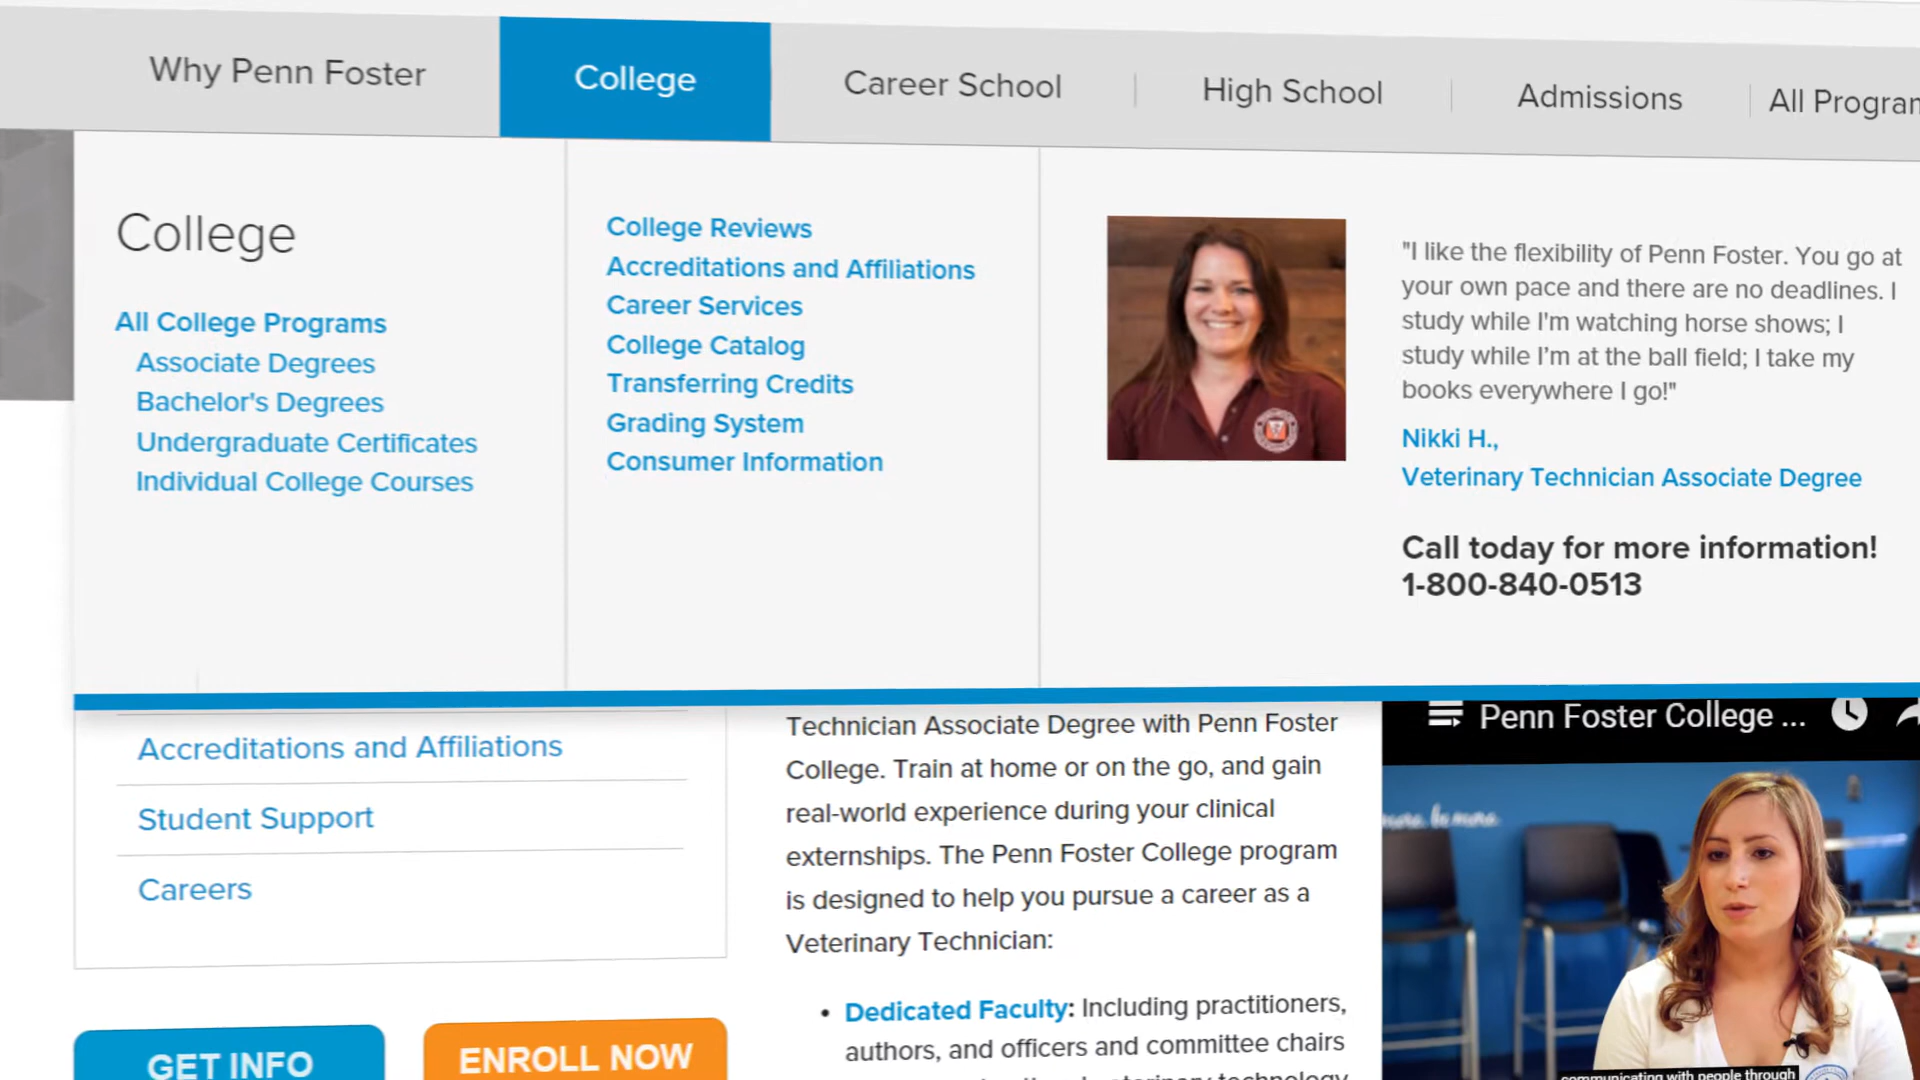 Why Penn Foster
College
Career School
High School
Admissions
All Program
College
All College Programs
Associate Degrees
Bachelor's Degrees
Undergraduate Certificates
Individual College Courses
College Reviews
Accreditations and Affiliations
Career Services
College Catalog
Transferring Credits
Grading System
Consumer Information
"I like the flexibility of Penn Foster. You go at
your own pace and there are no deadlines. I
study while I'm watching horse shows; I
study while I’m at the ball field; I take my
books everywhere I go!"
Nikki H.,
Veterinary Technician Associate Degree
Call today for more information!
1-800-840-0513
Accreditations and Affiliations
Student Support
Careers
GET INFO
ENROLL NOW
Technician Associate Degree with Penn Foster
College. Train at home or on the go, and gain
real-world experience during your clinical
externships. The Penn Foster College program
is designed to help you pursue a career as a
Veterinary Technician:
• Dedicated Faculty: Including practitioners,
authors, and officers and committee chairs
veterinary technology
Penn Foster College ...
more. be more.
communicating with people through